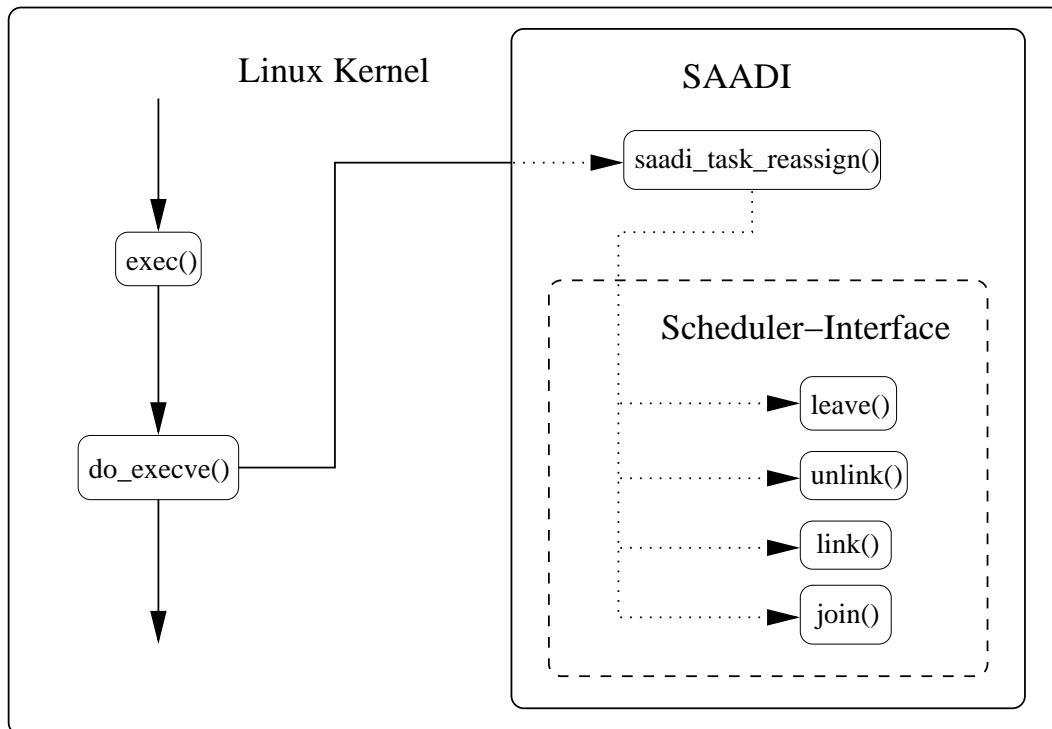 Linux Kernel
SAADI
saadi_task_reassign()
exec()
Scheduler−Interface
leave()
do_execve()
unlink()
link()
join()